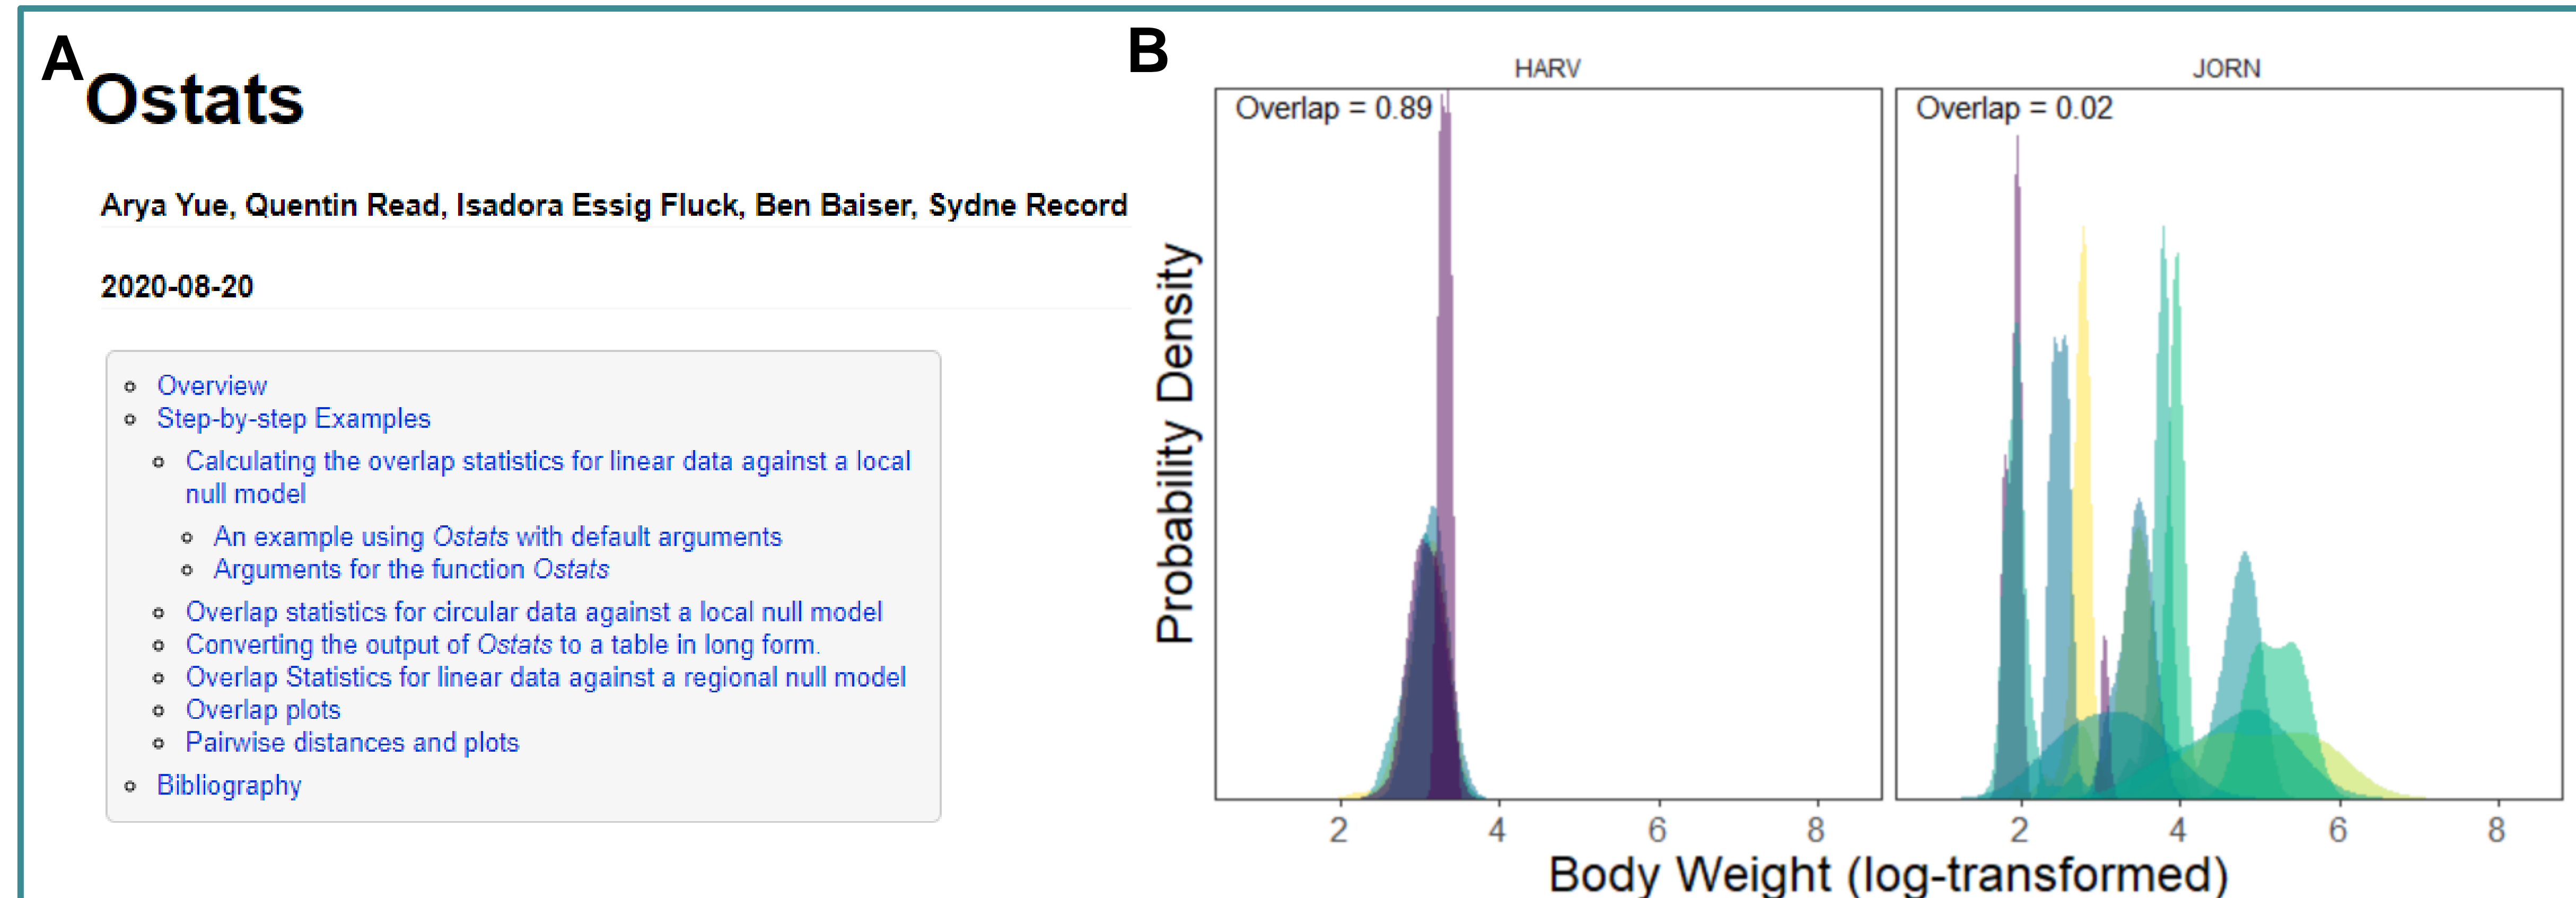 A
Ostats
Arya Yue, Quentin Read, Isadora Essig Fluck, Ben Baiser, Sydne Record
2020-08-20
Overview
Step-by-step Examples
Calculating the overlap statistics for linear data against a local
null model
An example using Ostats with default arguments
Arguments for the function Ostats
Overlap statistics for circular data against a local null model
Converting the output of Ostats to a table in long form.
Overlap Statistics for linear data against a regional null model
Overlap plots
Pairwise distances and plots
Bibliography
B
HARV
JORN
Overlap = 0.89
Overlap = 0.02
Probability Density
2 4 6 8
2 4 6 8
Body Weight (log-transformed)